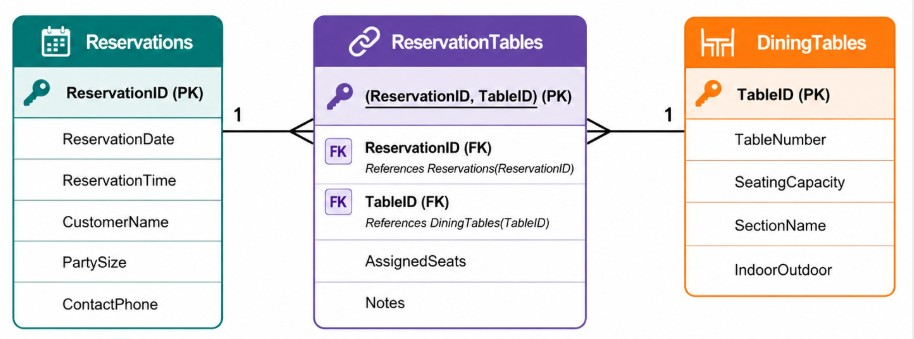 Reservations
ReservationID (PK)
ReservationDate
ReservationTime
CustomerName
PartySize
ContactPhone
1
ReservationTables
(ReservationID, TableID) (PK)
FK
ReservationID (FK)
References Reservations(ReservationID)
FK
TableID (FK)
References DiningTables(TableID)
AssignedSeats
Notes
1
DiningTables
TableID (PK)
TableNumber
SeatingCapacity
SectionName
IndoorOutdoor